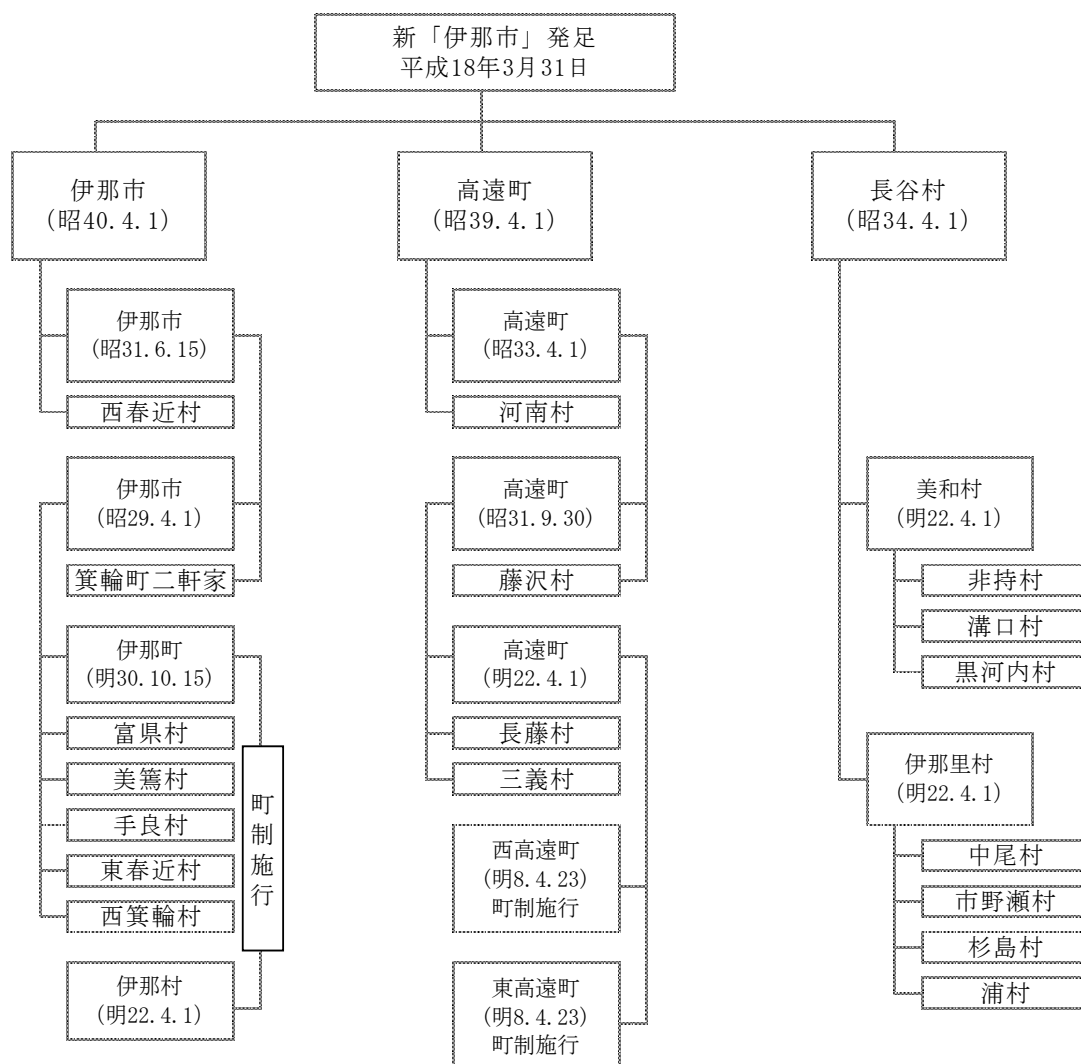 新「伊那市」発足
平成18年3月31日
伊那市
(昭40.4.1)
伊那市
(昭31.6.15)
西春近村
伊那市
(昭29.4.1)
箕輪町二軒家
伊那町
(明30.10.15)
富県村
美篶村
手良村
東春近村
西箕輪村
町制施行
伊那村
(明22.4.1)
高遠町
(昭39.4.1)
高遠町
(昭33.4.1)
河南村
高遠町
(昭31.9.30)
藤沢村
高遠町
(明22.4.1)
長藤村
三義村
西高遠町
(明8.4.23)
町制施行
東高遠町
(明8.4.23)
町制施行
長谷村
(昭34.4.1)
美和村
(明22.4.1)
非持村
溝口村
黒河内村
伊那里村
(明22.4.1)
中尾村
市野瀬村
杉島村
浦村